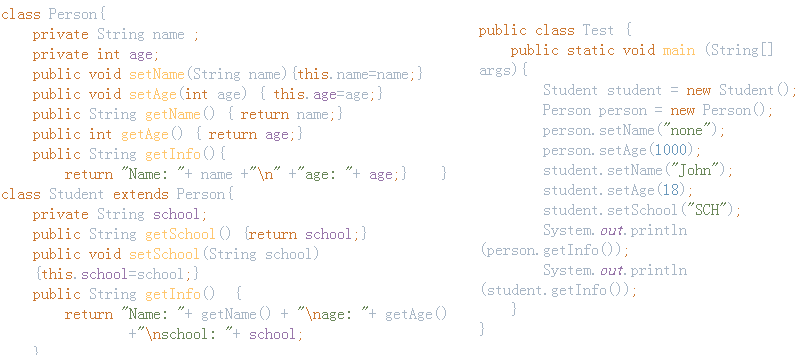 class Person{
private String name ;
private int age;
public void setName(String name){this.name=name;}
public void setAge(int age) { this.age=age;}
public String getName() { return name;}
public int getAge() { return age;}
public String getInfo(){
return "Name: "+ name +"\n" +"age: "+ age;} }
class Student extends Person{
private String school;
public String getSchool() {return school;}
public void setSchool(String school)
{this.school=school;}
public String getInfo() {
return "Name: "+ getName() + "\nage: "+ getAge()
+"\nschool: "+ school;
}
public class Test {
public static void main (String[]
args){
Student student = new Student();
Person person = new Person();
person.setName("none");
person.setAge(1000);
student.setName("John");
student.setAge(18);
student.setSchool("SCH");
System.out.println
(person.getInfo());
System.out.println
(student.getInfo());
}
}